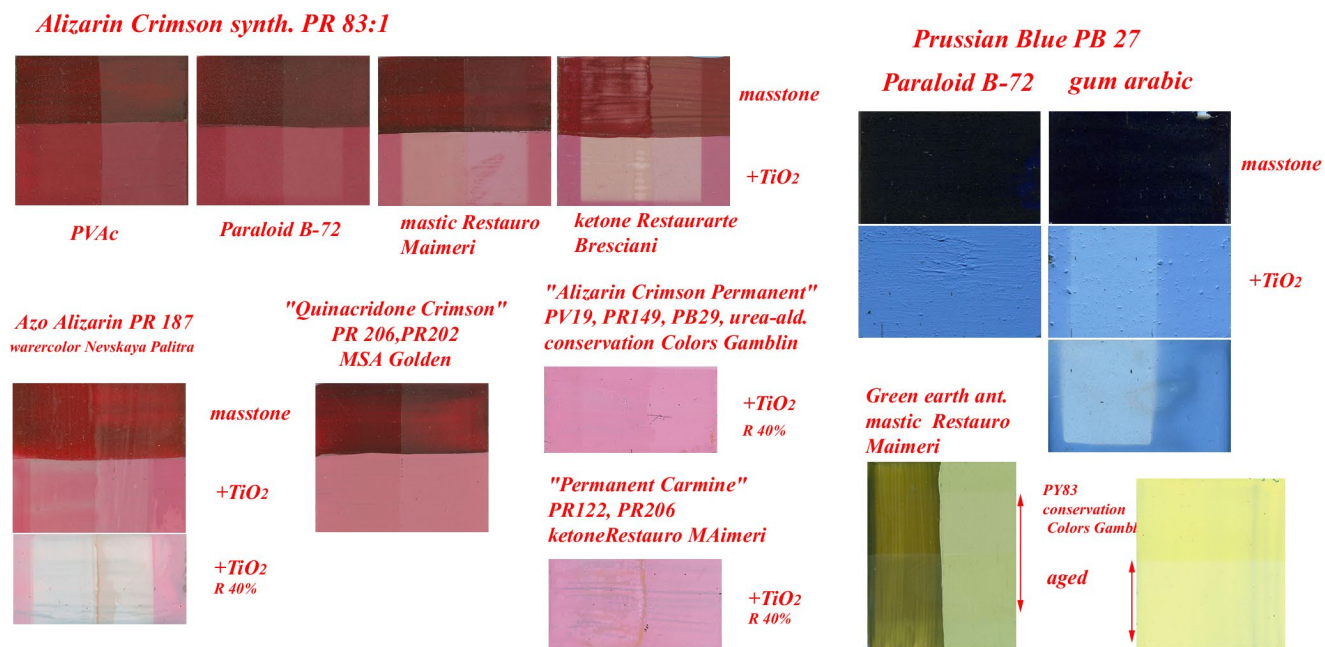 Alizarin Crimson synth. PR 83:1
masstone
+TiO2
PVAc
Paraloid B-72
mastic Restauro
Maimeri
ketone Restaurarte
Bresciani
Prussian Blue PB 27
Paraloid B-72
gum arabic
masstone
+TiO2
Azo Alizarin PR 187
warercolor Nevskaya Palitra
masstone
+TiO2
+TiO2
R 40%
"Quinacridone Crimson"
PR 206,PR202
MSA Golden
"Alizarin Crimson Permanent"
PV19, PR149, PB29, urea-ald.
conservation Colors Gamblin
+TiO2
R 40%
"Permanent Carmine"
PR122, PR206
ketoneRestauro MAimeri
+TiO2
R 40%
Green earth ant.
mastic Restauro
Maimeri
PY83
conservation
Colors Gambl
aged